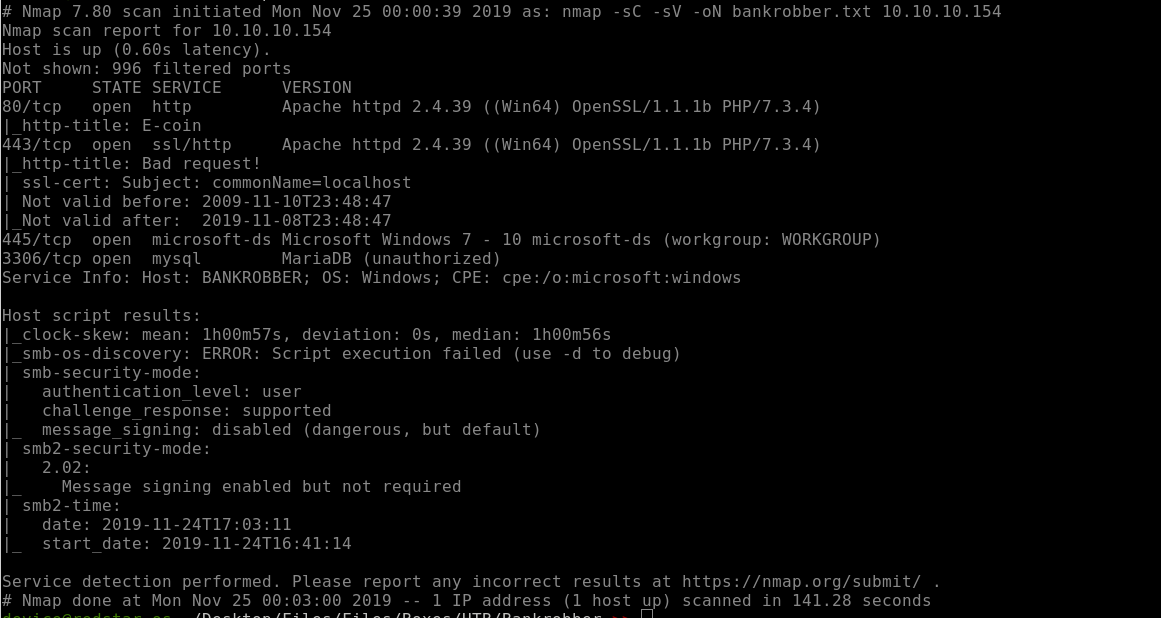 # Nmap 7.80 scan initiated Mon Nov 25 00:00:39 2019 as: nmap -sC -sV -oN bankrobber.txt 10.10.10.154
Nmap scan report for 10.10.10.154
Host is up (0.60s latency).
Not shown: 996 filtered ports
PORT     STATE SERVICE      VERSION
80/tcp   open  http         Apache httpd 2.4.39 ((Win64) OpenSSL/1.1.1b PHP/7.3.4)
|_http-title: E-coin
443/tcp  open  ssl/http     Apache httpd 2.4.39 ((Win64) OpenSSL/1.1.1b PHP/7.3.4)
|_http-title: Bad request!
| ssl-cert: Subject: commonName=localhost
| Not valid before: 2009-11-10T23:48:47
|_Not valid after:  2019-11-08T23:48:47
445/tcp  open  microsoft-ds Microsoft Windows 7 - 10 microsoft-ds (workgroup: WORKGROUP)
3306/tcp open  mysql        MariaDB (unauthorized)
Service Info: Host: BANKROBBER; OS: Windows; CPE: cpe:/o:microsoft:windows

Host script results:
|_clock-skew: mean: 1h00m57s, deviation: 0s, median: 1h00m56s
|_smb-os-discovery: ERROR: Script execution failed (use -d to debug)
| smb-security-mode:
|   authentication_level: user
|   challenge_response: supported
|_  message_signing: disabled (dangerous, but default)
| smb2-security-mode:
|   2.02:
|_    Message signing enabled but not required
| smb2-time:
|   date: 2019-11-24T17:03:11
|_  start_date: 2019-11-24T16:41:14

Service detection performed. Please report any incorrect results at https://nmap.org/submit/ .
# Nmap done at Mon Nov 25 00:03:00 2019 -- 1 IP address (1 host up) scanned in 141.28 seconds
~/Desktop/Files/Files/Boxes/HTB/Bankrobber >>